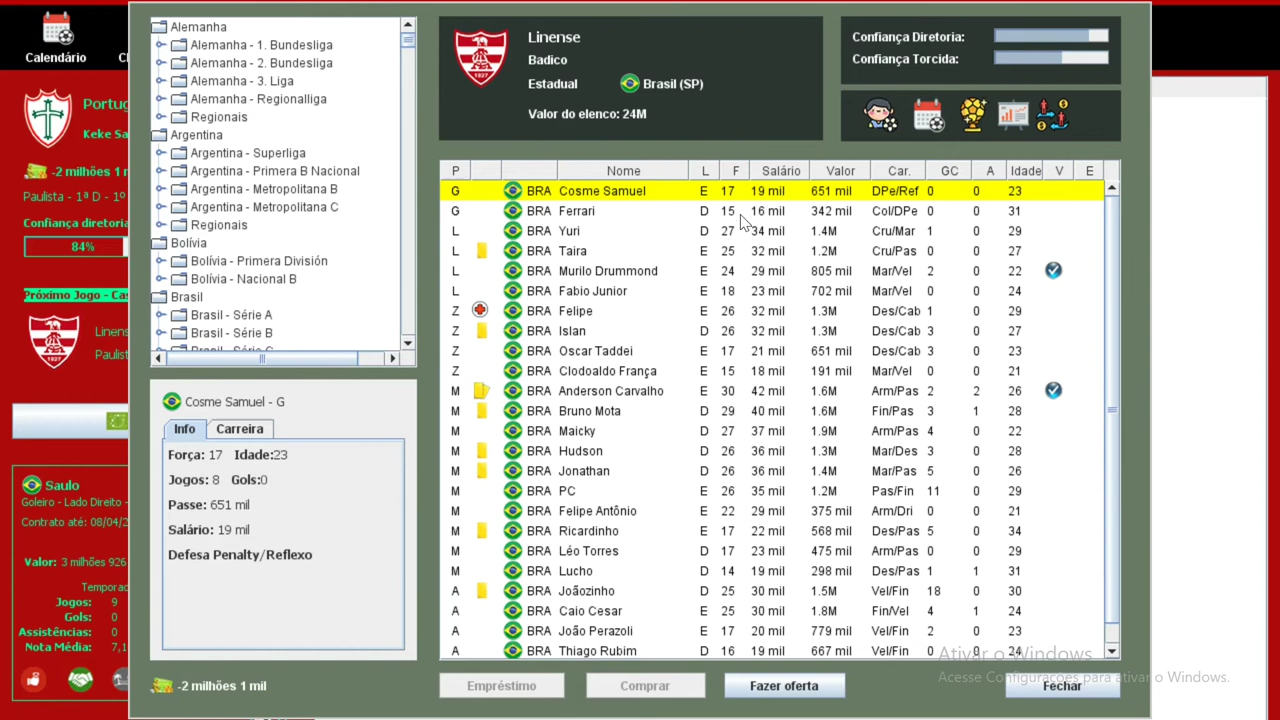 Calendário
Portug
Keke Sa
-2 milhões 1 m
Paulista - 1ª D - 1º
Confiança diretoria
84%
Próximo Jogo - Cas
Linens
Paulist
Saulo
Goleiro - Lado Direito -
Contrato até: 08/04/2
Valor: 3 milhões 926
Temporad
Jogos: 9
Gols: 0
Assistências: 0
Nota Média: 7,1
Alemanha
Alemanha - 1. Bundesliga
Alemanha - 2. Bundesliga
Alemanha - 3. Liga
Alemanha - Regionalliga
Regionais
Argentina
Argentina - Superliga
Argentina - Primera B Nacional
Argentina - Metropolitana B
Argentina - Metropolitana C
Regionais
Bolívia
Bolívia - Primera División
Bolívia - Nacional B
Brasil
Brasil - Série A
Brasil - Série B
Brasil - Série C
1927
Linense
Badico
Estadual Brasil (SP)
Valor do elenco: 24M
Confiança Diretoria:
Confiança Torcida:
P Nome L F Salário Valor Car. GC A Idade V E
G BRA Cosme Samuel E 17 19 mil 651 mil DPe/Ref 0 0 23
G BRA Ferrari D 15 16 mil 342 mil Col/DPe 0 0 31
L BRA Yuri D 27 34 mil 1.4M Cru/Mar 1 0 29
L BRA Taira E 25 32 mil 1.2M Cru/Pas 0 0 27
L BRA Murilo Drummond E 24 29 mil 805 mil Mar/Vel 2 0 22
L BRA Fabio Junior E 18 23 mil 702 mil Mar/Vel 0 0 24
Z BRA Felipe E 26 32 mil 1.3M Des/Cab 1 0 29
Z BRA Islan D 26 32 mil 1.3M Des/Cab 3 0 27
Z BRA Oscar Taddei E 17 21 mil 651 mil Des/Cab 3 0 23
Z BRA Clodoaldo França E 15 18 mil 191 mil Mar/Cab 0 0 21
M BRA Anderson Carvalho E 30 42 mil 1.6M Arm/Pas 2 2 26
M BRA Bruno Mota D 29 40 mil 1.6M Fin/Pas 3 1 28
M BRA Maicky D 27 37 mil 1.9M Arm/Pas 4 0 22
M BRA Hudson D 26 36 mil 1.3M Mar/Des 3 0 28
M BRA Jonathan D 26 36 mil 1.4M Mar/Pas 5 0 26
M BRA PC E 26 35 mil 1.2M Pas/Fin 11 0 29
M BRA Felipe Antônio E 22 29 mil 375 mil Arm/Dri 0 0 21
M BRA Ricardinho E 17 22 mil 568 mil Des/Pas 5 0 34
M BRA Léo Torres D 17 23 mil 475 mil Arm/Pas 0 0 29
M BRA Lucho D 14 19 mil 298 mil Des/Pas 1 1 31
A BRA Joãozinho D 25 30 mil 1.5M Vel/Fin 18 0 30
A BRA Caio Cesar E 25 30 mil 1.8M Fin/Vel 4 1 24
A BRA João Perazoli E 17 20 mil 779 mil Vel/Fin 2 0 23
A BRA Thiago Rubim D 16 19 mil 667 mil Vel/Fin 0 0 24
Cosme Samuel - G
Info Carreira
Força: 17 Idade:23
Jogos: 8 Gols:0
Passe: 651 mil
Salário: 19 mil
Defesa Penalty/Reflexo
-2 milhões 1 mil
Empréstimo Comprar Fazer oferta Fechar
Ativar o Windows
Acesse Configurações para ativar o Windows.